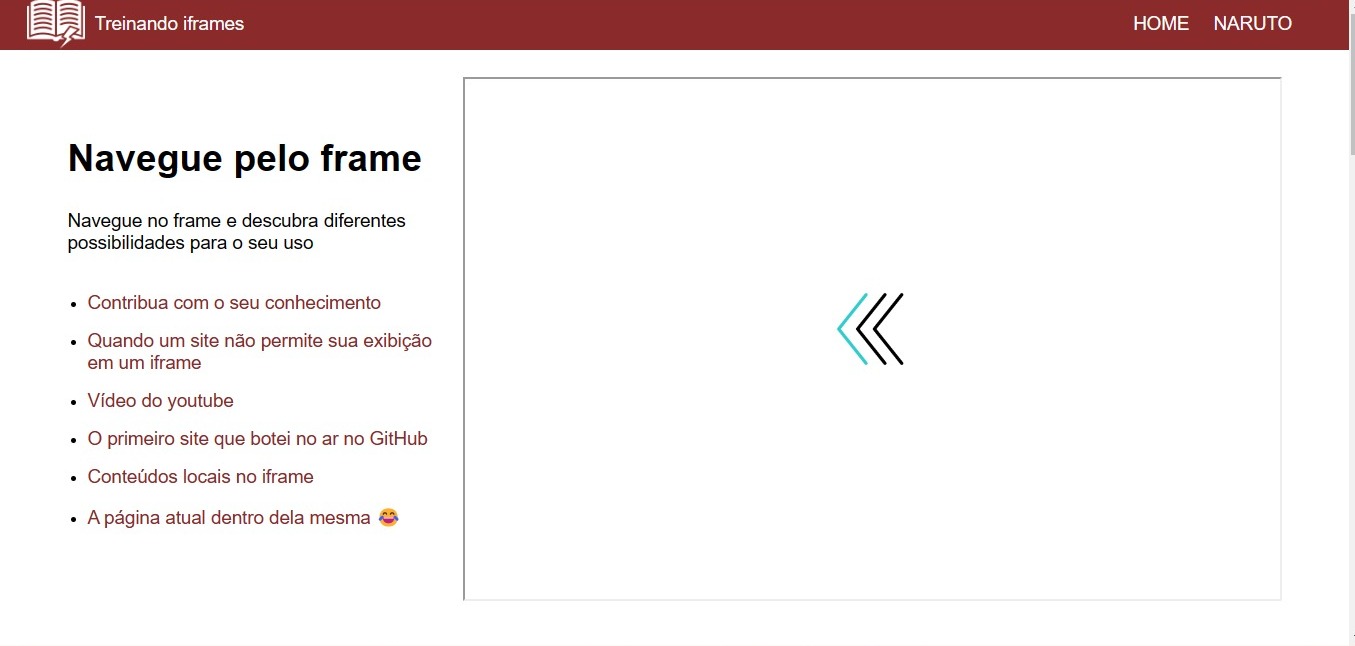 Treinando iframes
HOME NARUTO
Navegue pelo frame
Navegue no frame e descubra diferentes
possibilidades para o seu uso
Contribua com o seu conhecimento
Quando um site não permite sua exibição
em um iframe
Vídeo do youtube
O primeiro site que botei no ar no GitHub
Conteúdos locais no iframe
A página atual dentro dela mesma 😂